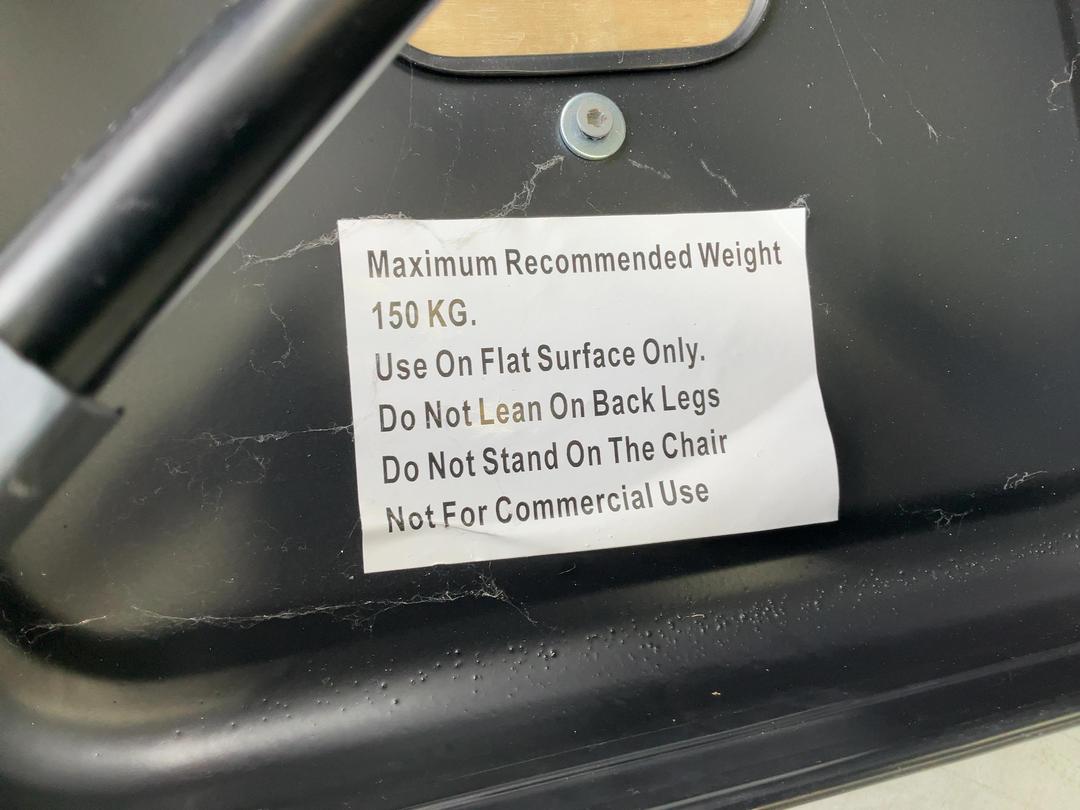 Maximum Recommended Weight
150 KG.
Use On Flat Surface Only.
Do Not Lean On Back Legs
Do Not Stand On The Chair
Not For Commercial Use